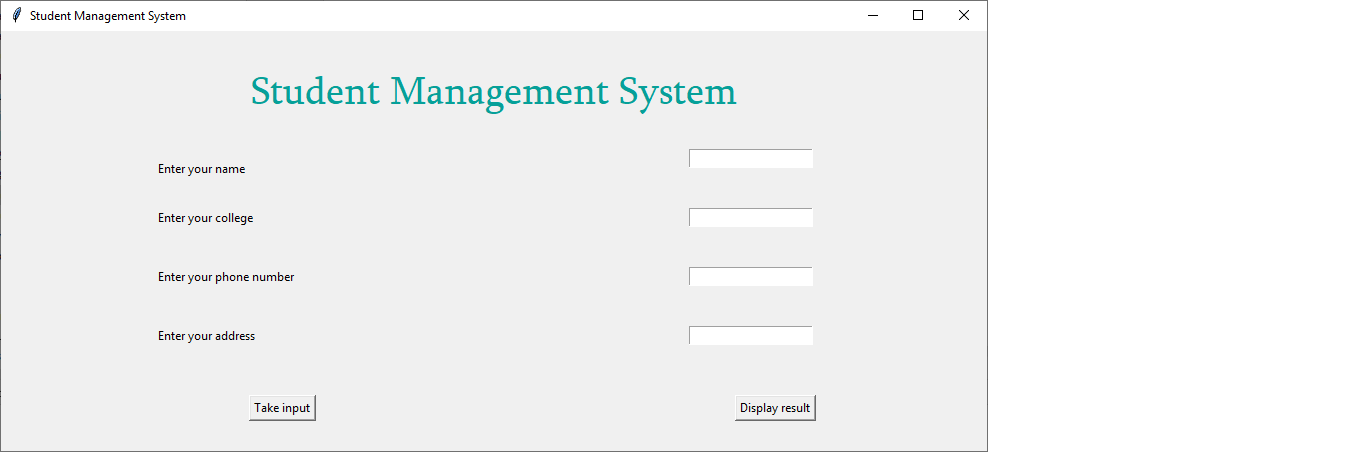 Student Management System
Student Management System
Enter your name
Enter your college
Enter your phone number
Enter your address
Take input
Display result